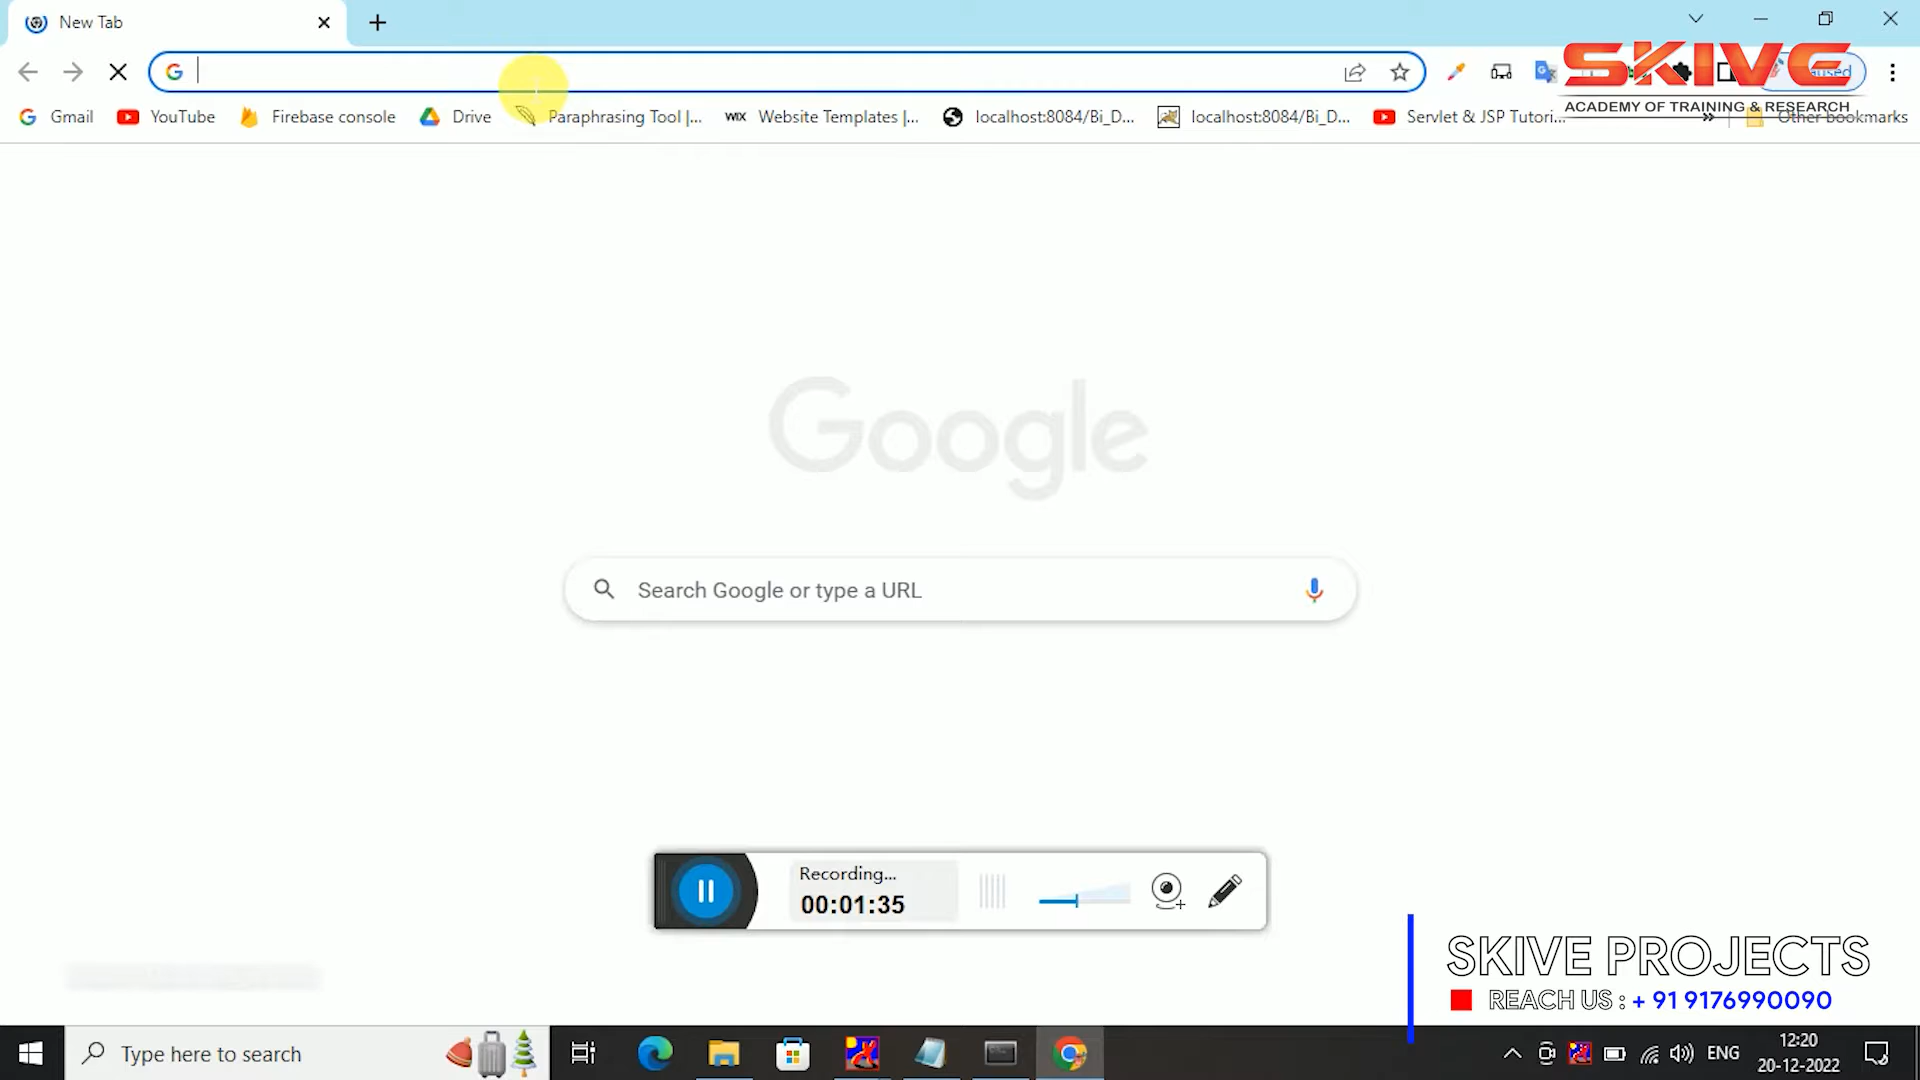 New Tab
SKIVE
ACADEMY OF TRAINING & RESEARCH
Gmail
YouTube
Firebase console
Drive
Paraphrasing Tool |...
WIX
Website Templates |...
localhost:8084/Bi_D...
localhost:8084/Bi_D...
Servlet & JSP Tutori...
Other bookmarks
Google
Search Google or type a URL
Recording...
00:01:35
SKIVE PROJECTS
REACH US : + 91 9176990090
Type here to search
ENG
12:20
20-12-2022